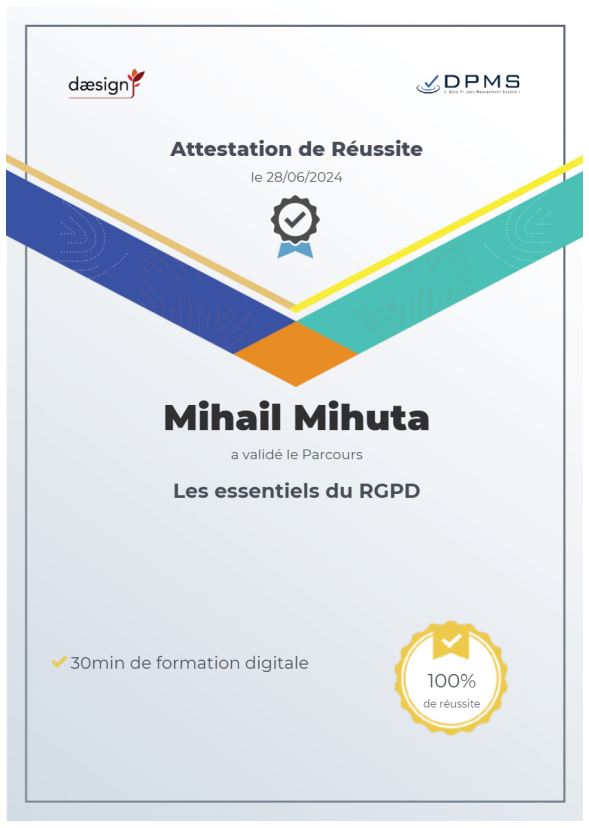 dæsign
DPMS
Attestation de Réussite
le 28/06/2024
Mihail Mihuta
a validé le Parcours
Les essentiels du RGPD
30min de formation digitale
100%
de réussite